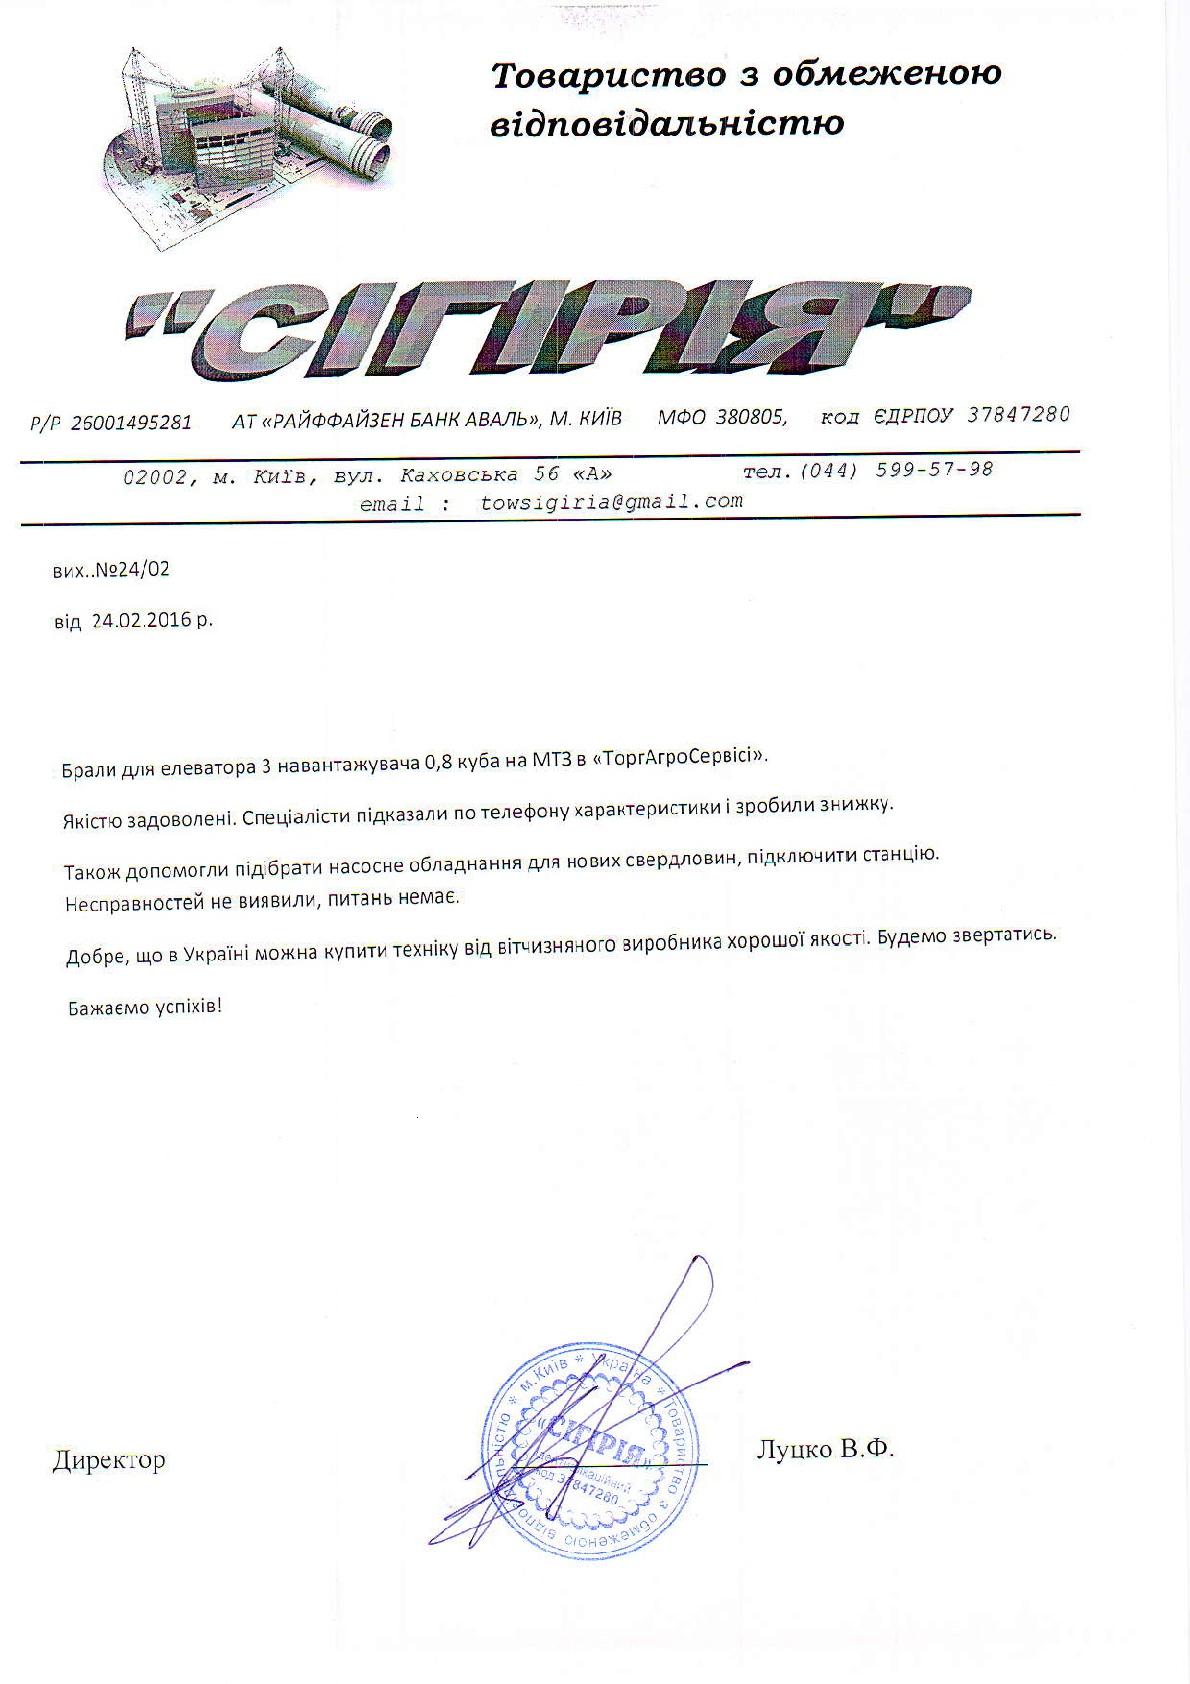 Товариство з обмеженою
відповідальністю
"СІГІРІЯ"
Р/Р 26001495281 АТ «РАЙФФАЙЗЕН БАНК АВАЛЬ», М. КИЇВ МФО 380805, код ЄДРПОУ 37847280
02002, м. Київ, вул. Каховська 56 «А» тел.(044) 599-57-98
email : towsigiria@gmail.com
вих..№24/02
від 24.02.2016 р.
Брали для елеватора 3 навантажувача 0,8 куба на МТЗ в «ТоргАгроСервісі».
Якістю задоволені. Спеціалісти підказали по телефону характеристики і зробили знижку.
Також допомогли підібрати насосне обладнання для нових свердловин, підключити станцію.
Несправностей не виявили, питань немає.
Добре, що в Україні можна купити техніку від вітчизняного виробника хорошої якості. Будемо звертатись.
Бажаємо успіхів!
Директор Луцко В.Ф.
* м.Київ * Україна * Товариство з обмеженою відповідальністю
«СІГІРІЯ»
Ідентифікаційний
код 37847280